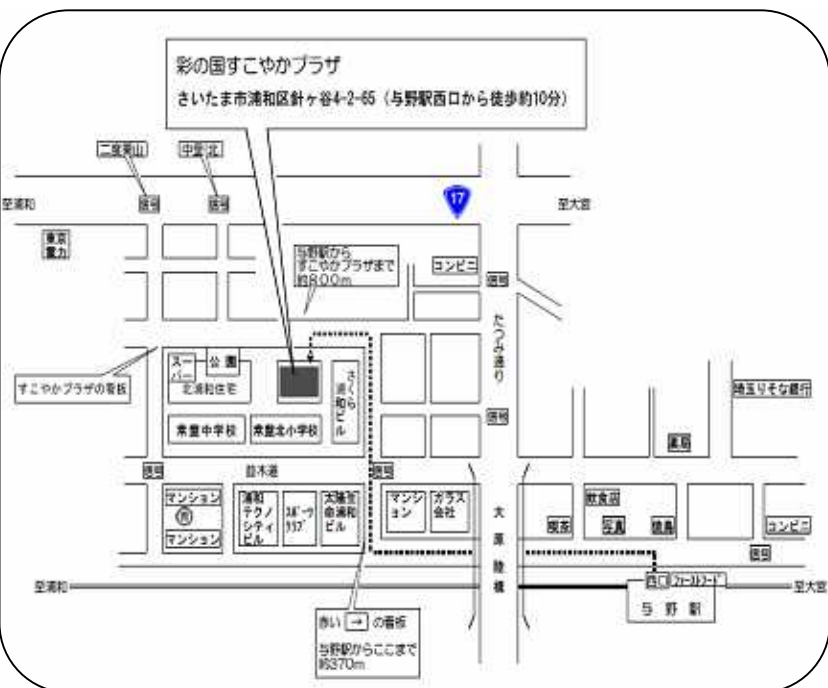 彩の国すこやかプラザ
さいたま市浦和区針ヶ谷4-2-65（与野駅西口から徒歩約10分）
二度栗山
中里北
至浦和
信号
信号
17
至大宮
東京
電力
与野駅から
すこやかプラザまで
約800m
コンビニ
信号
たつみ通り
スー
パー
公園
北浦和住宅
さくら
浦和ビル
すこやかプラザの看板
埼玉りそな銀行
信号
常盤中学校
常盤北小学校
薬局
信号
並木道
信号
マンション
マンション
浦和
テクノ
シティ
ビル
スポーツ
クラブ
太陽生
命浦和
ビル
マンシ
ョン
ガラス
会社
大原陸橋
飲食店
喫茶
写真
焼鳥
コンビニ
信号
至浦和
西口
ファーストフード
至大宮
与野駅
赤い → の看板
与野駅からここまで
約370m